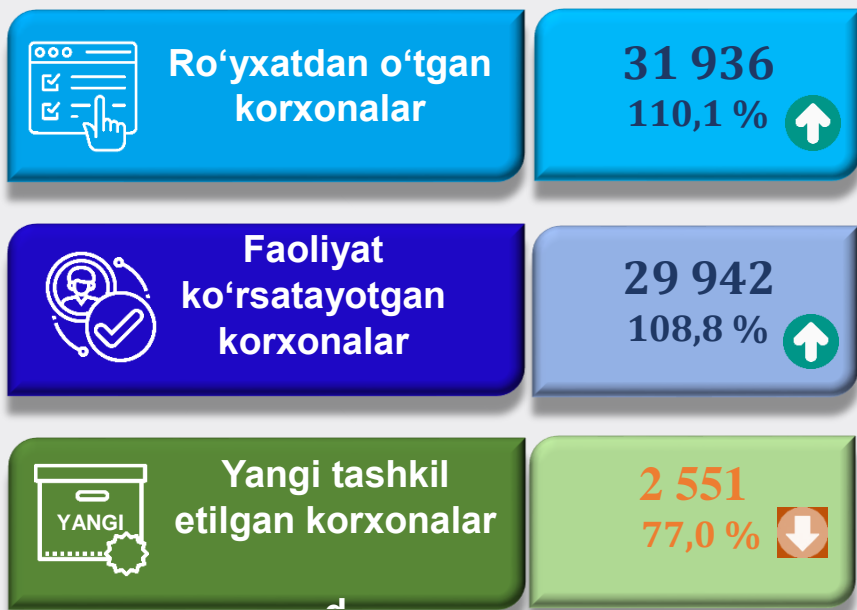 Ro‘yxatdan o‘tgan
korxonalar
31 936
110,1 %
Faoliyat
ko‘rsatayotgan
korxonalar
29 942
108,8 %
YANGI
Yangi tashkil
etilgan korxonalar
2 551
77,0 %